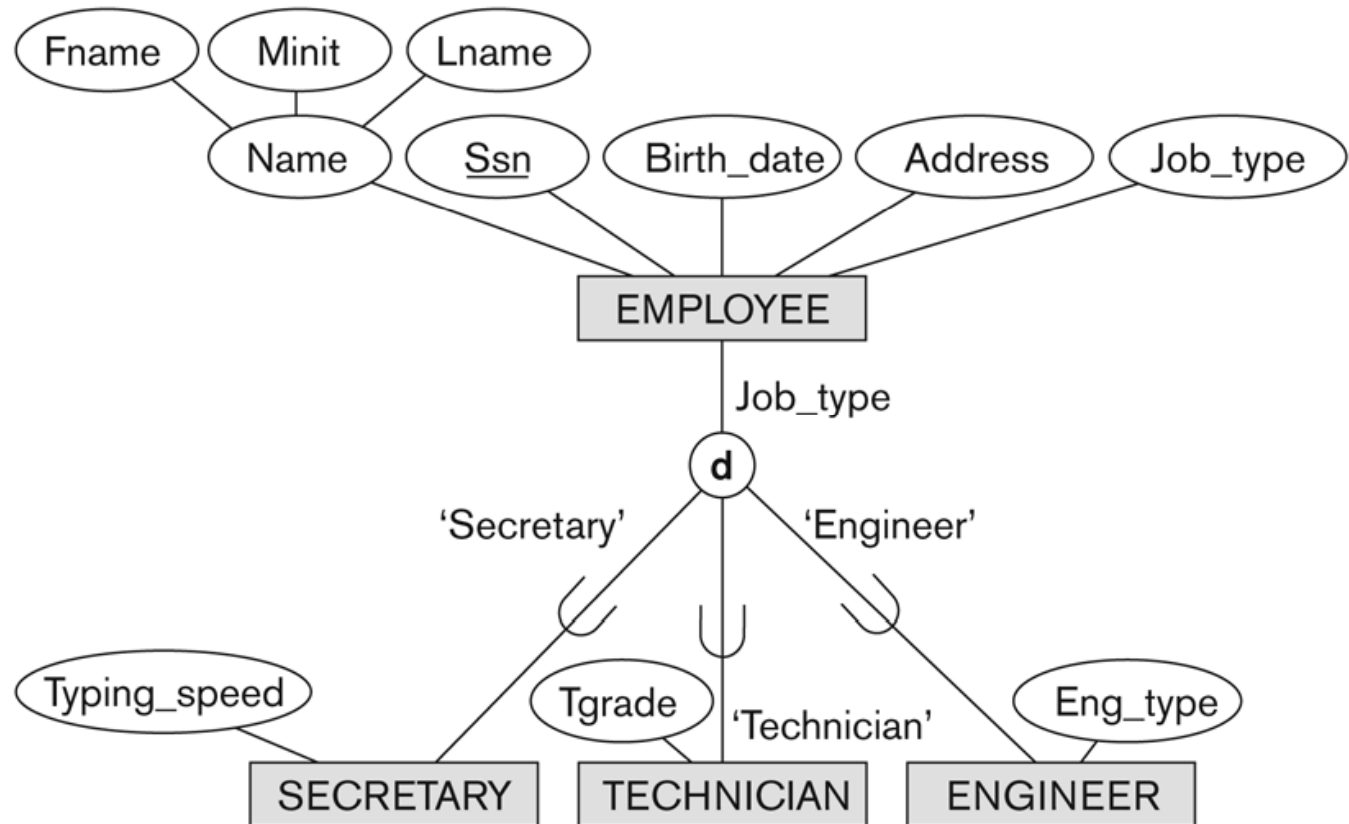 Fname Minit Lname
Name Ssn Birth_date Address Job_type
EMPLOYEE
Job_type
d
‘Secretary’ ‘Engineer’
Typing_speed Tgrade ‘Technician’ Eng_type
SECRETARY TECHNICIAN ENGINEER